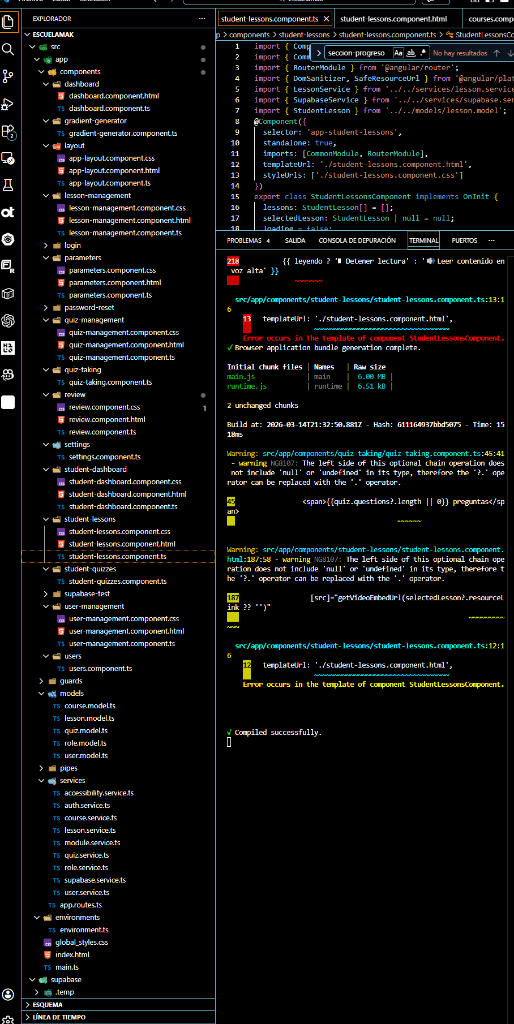 EXPLORADOR
ESCUELAMAK
src
app
components
dashboard
dashboard.component.html
dashboard.component.ts
gradient-generator
gradient-generator.component.ts
layout
app-layout.component.css
app-layout.component.html
app-layout.component.ts
lesson-management
lesson-management.component.css
lesson-management.component.html
lesson-management.component.ts
login
parameters
parameters.component.css
parameters.component.html
parameters.component.ts
password-reset
quiz-management
quiz-management.component.css
quiz-management.component.html
quiz-management.component.ts
quiz-taking
quiz-taking.component.ts
review
review.component.css 1
review.component.html
review.component.ts
settings
settings.component.ts
student-dashboard
student-dashboard.component.css
student-dashboard.component.html
student-dashboard.component.ts
student-lessons
student-lessons.component.css
student-lessons.component.html
student-lessons.component.ts
student-quizzes
student-quizzes.component.ts
supabase-test
user-management
user-management.component.css
user-management.component.html
user-management.component.ts
users
users.component.ts
guards
models
course.model.ts
lesson.model.ts
quiz.model.ts
role.model.ts
user.model.ts
pipes
services
accessibility.service.ts
auth.service.ts
course.service.ts
lesson.service.ts
module.service.ts
quiz.service.ts
role.service.ts
supabase.service.ts
user.service.ts
app.routes.ts
environments
environment.ts
global_styles.css
index.html
main.ts
supabase
.temp
ESQUEMA
LÍNEA DE TIEMPO
student-lessons.component.ts student-lessons.component.html courses.comp
p > components > student-lessons > student-lessons.component.ts > StudentLessonsC
seccion-progreso Aa ab .* No hay resultados
1 import { Comp
2 import { Comm
3 import { RouterModule } from '@angular/router';
4 import { DomSanitizer, SafeResourceUrl } from '@angular/plat
5 import { LessonService } from '../../services/lesson.service
6 import { SupabaseService } from '../../services/supabase.ser
7 import { StudentLesson } from '../../models/lesson.model';
8 @Component({
9 selector: 'app-student-lessons',
10 standalone: true,
11 imports: [CommonModule, RouterModule],
12 templateUrl: './student-lessons.component.html',
13 styleUrls: ['./student-lessons.component.css']
14 })
15 export class StudentLessonsComponent implements OnInit {
16 lessons: StudentLesson[] = [];
17 selectedLesson: StudentLesson | null = null;
18 loading = false;
PROBLEMAS 4 SALIDA CONSOLA DE DEPURACIÓN TERMINAL PUERTOS ...
218 {{ leyendo ? '⏹ Detener lectura' : '🔊 Leer contenido en
voz alta' }}
src/app/components/student-lessons/student-lessons.component.ts:13:1
6
13 templateUrl: './student-lessons.component.html',
Error occurs in the template of component StudentLessonsComponent.
√ Browser application bundle generation complete.
Initial chunk files | Names | Raw size
main.js | main | 6.00 MB |
runtime.js | runtime | 6.51 kB |
2 unchanged chunks
Build at: 2026-03-14T21:32:50.881Z - Hash: 611164937bbd5075 - Time: 15
18ms
Warning: src/app/components/quiz-taking/quiz-taking.component.ts:45:41
- warning NG8107: The left side of this optional chain operation does
not include 'null' or 'undefined' in its type, therefore the '?.' ope
rator can be replaced with the '.' operator.
45 <span>{{quiz.questions?.length || 0}} preguntas</sp
an>
Warning: src/app/components/student-lessons/student-lessons.component.
html:187:58 - warning NG8107: The left side of this optional chain ope
ration does not include 'null' or 'undefined' in its type, therefore t
he '?.' operator can be replaced with the '.' operator.
187 [src]="getVideoEmbedUrl(selectedLesson?.resourceL
ink ?? '')"
src/app/components/student-lessons/student-lessons.component.ts:12:1
6
12 templateUrl: './student-lessons.component.html',
Error occurs in the template of component StudentLessonsComponent.
√ Compiled successfully.